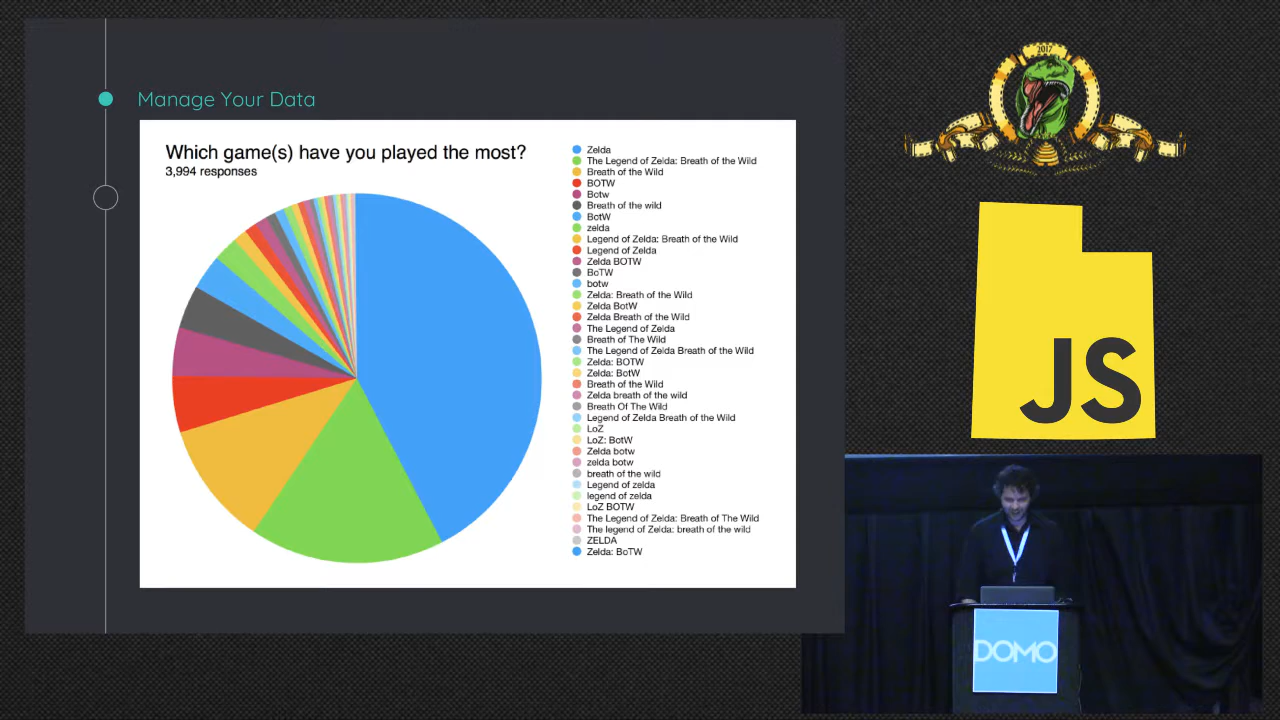 Manage Your Data
Which game(s) have you played the most?
3,994 responses
Zelda
The Legend of Zelda: Breath of the Wild
Breath of the Wild
BOTW
Botw
Breath of the wild
BotW
zelda
Legend of Zelda: Breath of the Wild
Legend of Zelda
Zelda BOTW
BoTW
botw
Zelda: Breath of the Wild
Zelda BotW
Zelda Breath of the Wild
The Legend of Zelda
Breath of The Wild
The Legend of Zelda Breath of the Wild
Zelda: BOTW
Zelda: BotW
Breath of the Wild
Zelda breath of the wild
Breath Of The Wild
Legend of Zelda Breath of the Wild
LoZ
LoZ: BotW
Zelda botw
zelda botw
breath of the wild
Legend of zelda
legend of zelda
LoZ BOTW
The Legend of Zelda: Breath of The Wild
The legend of Zelda: breath of the wild
ZELDA
Zelda: BoTW
2017
JS
DOMO